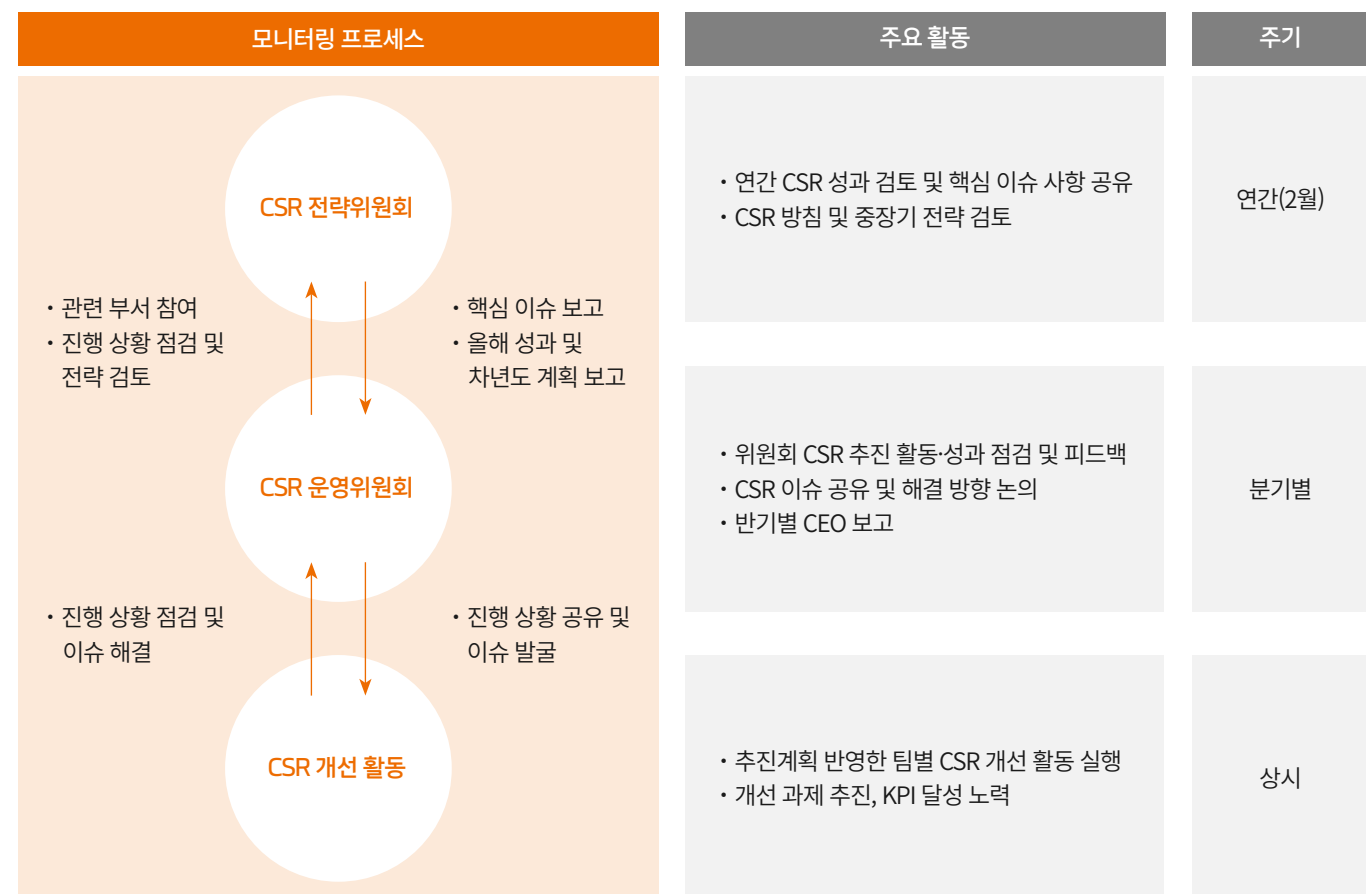 모니터링 프로세스
주요 활동
주기
CSR 전략위원회
・관련 부서 참여
・진행 상황 점검 및
전략 검토
・핵심 이슈 보고
・올해 성과 및
차년도 계획 보고
CSR 운영위원회
・진행 상황 점검 및
이슈 해결
・진행 상황 공유 및
이슈 발굴
CSR 개선 활동
・연간 CSR 성과 검토 및 핵심 이슈 사항 공유
・CSR 방침 및 중장기 전략 검토
연간(2월)
・위원회 CSR 추진 활동·성과 점검 및 피드백
・CSR 이슈 공유 및 해결 방향 논의
・반기별 CEO 보고
분기별
・추진계획 반영한 팀별 CSR 개선 활동 실행
・개선 과제 추진, KPI 달성 노력
상시